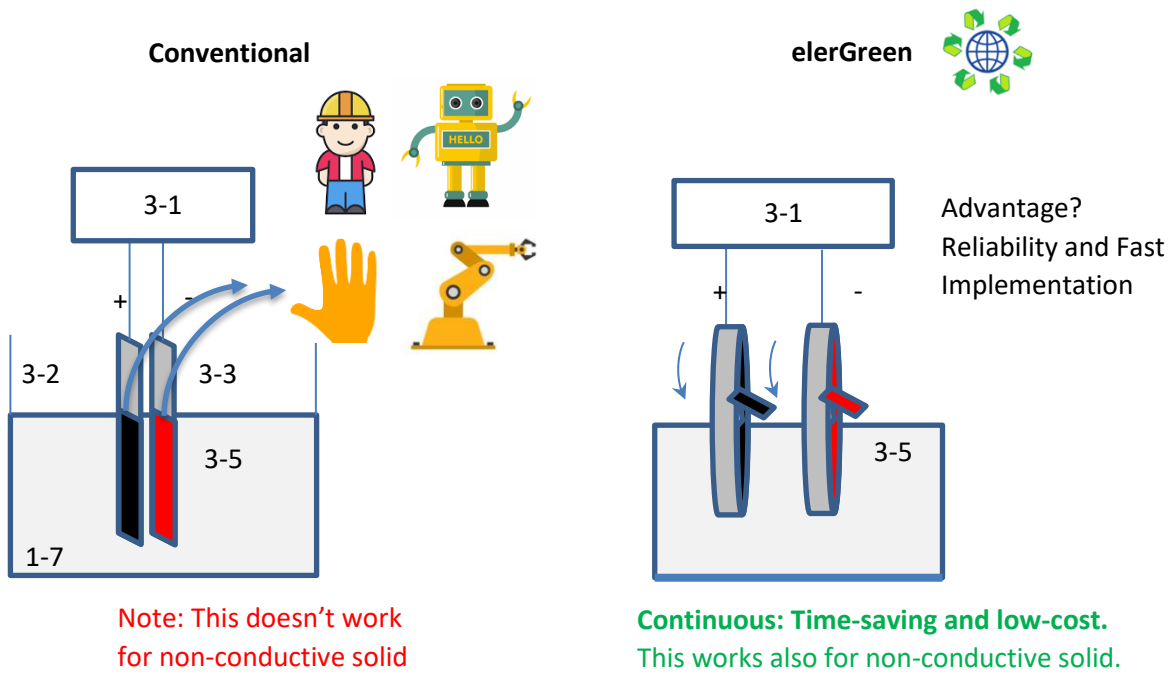 Conventional
elerGreen
HELLO
3-1
+
-
3-2
3-3
3-5
1-7
Note: This doesn’t work
for non-conductive solid
3-1
Advantage?
Reliability and Fast
Implementation
+
-
3-5
Continuous: Time-saving and low-cost.
This works also for non-conductive solid.